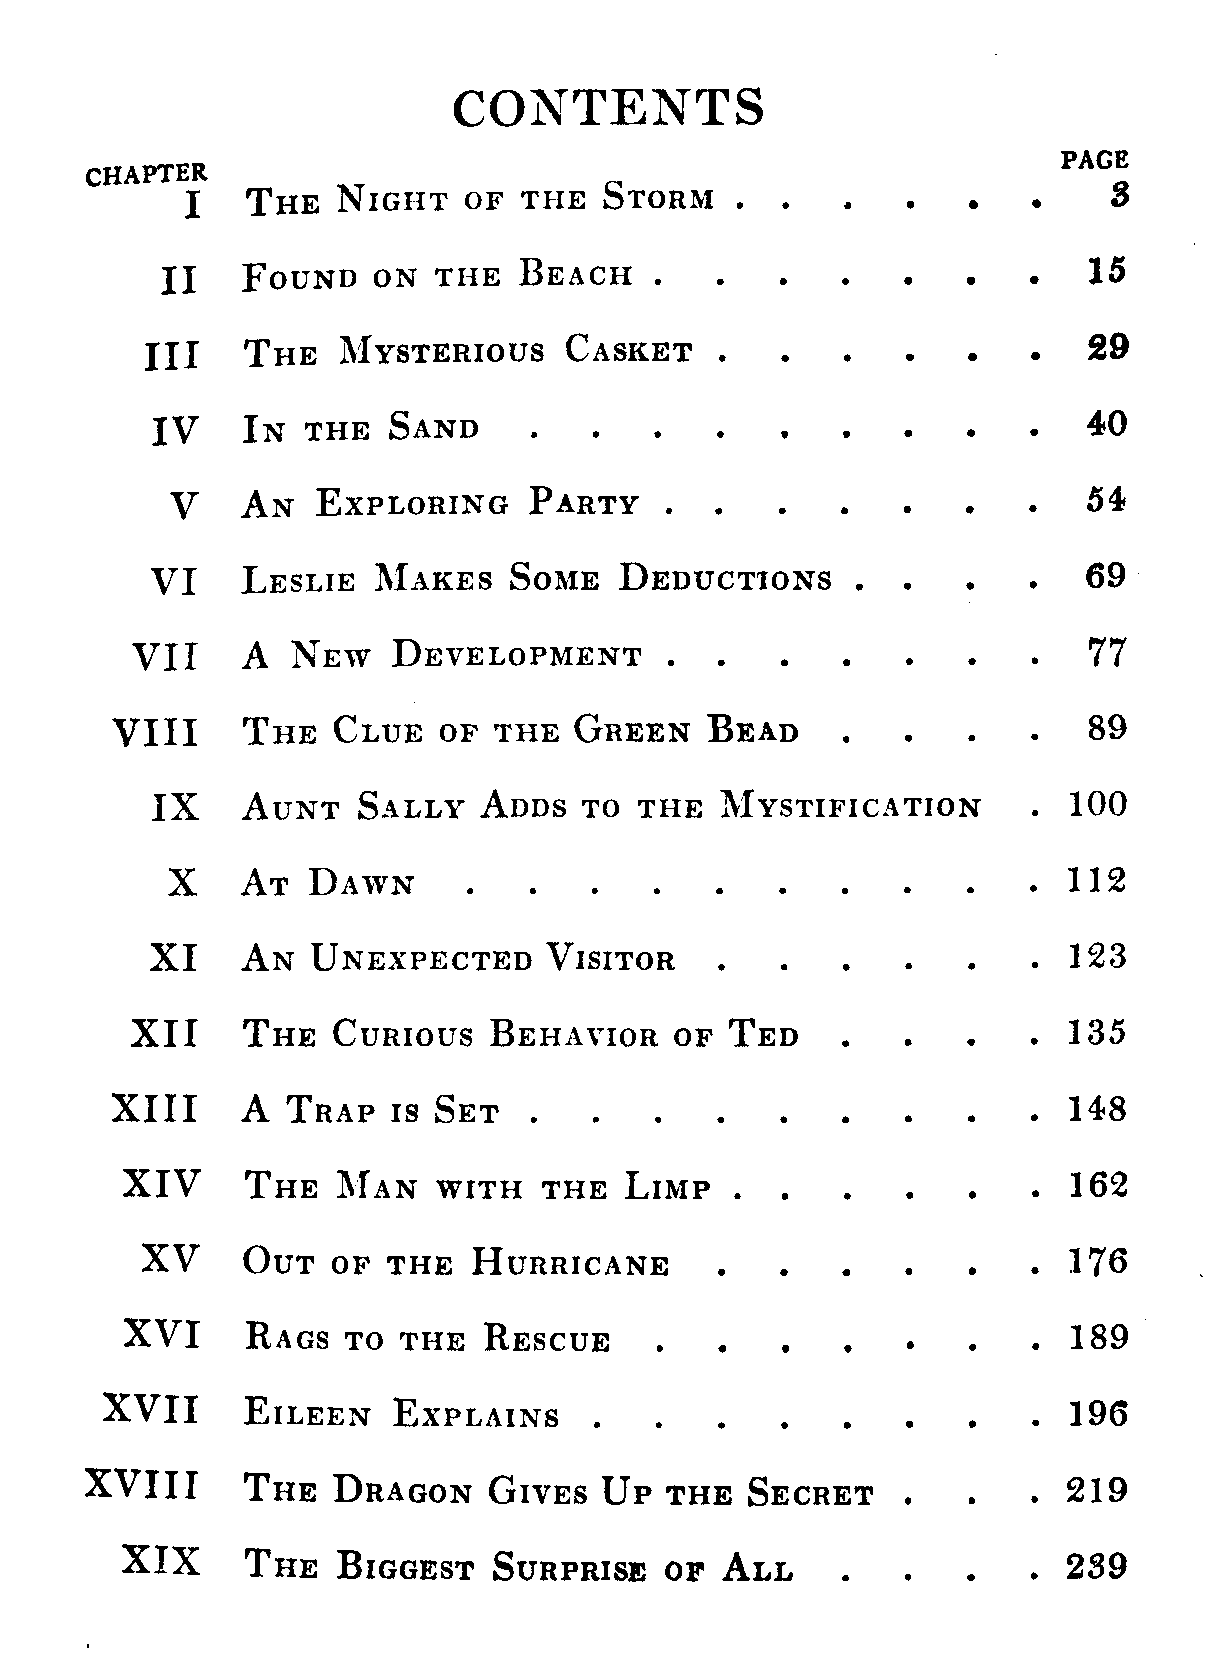 CONTENTS
CHAPTER PAGE
I The Night of the Storm . . . . . . 3
II Found on the Beach . . . . . . . 15
III The Mysterious Casket . . . . . . 29
IV In the Sand . . . . . . . . . 40
V An Exploring Party . . . . . . . 54
VI Leslie Makes Some Deductions . . . . 69
VII A New Development . . . . . . . 77
VIII The Clue of the Green Bead . . . . 89
IX Aunt Sally Adds to the Mystification . 100
X At Dawn . . . . . . . . . . 112
XI An Unexpected Visitor . . . . . . 123
XII The Curious Behavior of Ted . . . . 135
XIII A Trap is Set . . . . . . . . . 148
XIV The Man with the Limp . . . . . . 162
XV Out of the Hurricane . . . . . . 176
XVI Rags to the Rescue . . . . . . . 189
XVII Eileen Explains . . . . . . . . 196
XVIII The Dragon Gives Up the Secret . . . 219
XIX The Biggest Surprise of All . . . . 239